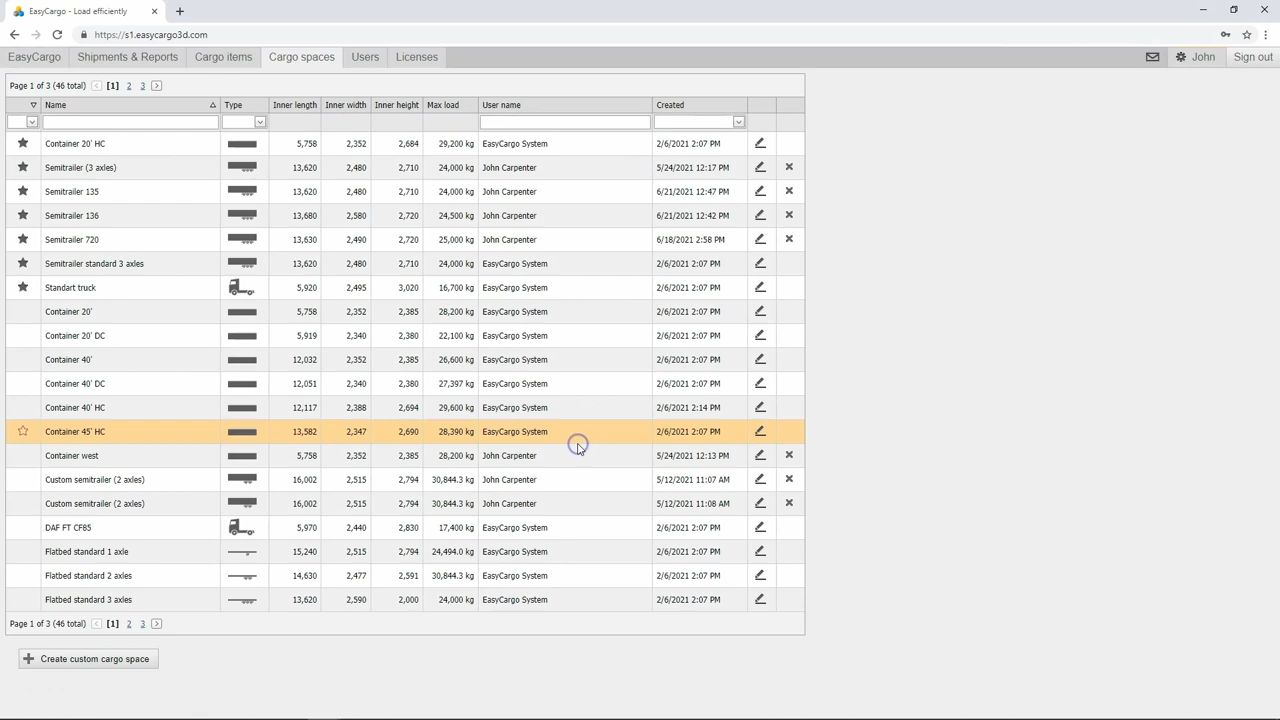 EasyCargo - Load efficiently
https://s1.easycargo3d.com
EasyCargo Shipments & Reports Cargo items Cargo spaces Users Licenses John Sign out
Page 1 of 3 (46 total) [1] 2 3
Name Type Inner length Inner width Inner height Max load User name Created
Container 20' HC 5,758 2,352 2,684 29,200 kg EasyCargo System 2/6/2021 2:07 PM
Semitrailer (3 axles) 13,620 2,480 2,710 24,000 kg John Carpenter 5/24/2021 12:17 PM
Semitrailer 135 13,620 2,480 2,710 24,000 kg John Carpenter 6/21/2021 12:47 PM
Semitrailer 136 13,680 2,580 2,720 24,500 kg John Carpenter 6/21/2021 12:42 PM
Semitrailer 720 13,630 2,490 2,720 25,000 kg John Carpenter 6/18/2021 2:58 PM
Semitrailer standard 3 axles 13,620 2,480 2,710 24,000 kg EasyCargo System 2/6/2021 2:07 PM
Standart truck 5,920 2,495 3,020 16,700 kg EasyCargo System 2/6/2021 2:07 PM
Container 20' 5,758 2,352 2,385 28,200 kg EasyCargo System 2/6/2021 2:07 PM
Container 20' DC 5,919 2,340 2,380 22,100 kg EasyCargo System 2/6/2021 2:07 PM
Container 40' 12,032 2,352 2,385 26,600 kg EasyCargo System 2/6/2021 2:07 PM
Container 40' DC 12,051 2,340 2,380 27,397 kg EasyCargo System 2/6/2021 2:07 PM
Container 40' HC 12,117 2,388 2,694 29,600 kg EasyCargo System 2/6/2021 2:14 PM
Container 45' HC 13,582 2,347 2,690 28,390 kg EasyCargo System 2/6/2021 2:07 PM
Container west 5,758 2,352 2,385 28,200 kg John Carpenter 5/24/2021 12:13 PM
Custom semitrailer (2 axles) 16,002 2,515 2,794 30,844.3 kg John Carpenter 5/12/2021 11:07 AM
Custom semitrailer (2 axles) 16,002 2,515 2,794 30,844.3 kg John Carpenter 5/12/2021 11:08 AM
DAF FT CF85 5,970 2,440 2,830 17,400 kg EasyCargo System 2/6/2021 2:07 PM
Flatbed standard 1 axle 15,240 2,515 2,794 24,494.0 kg EasyCargo System 2/6/2021 2:07 PM
Flatbed standard 2 axles 14,630 2,477 2,591 30,844.3 kg EasyCargo System 2/6/2021 2:07 PM
Flatbed standard 3 axles 13,620 2,590 2,000 24,000 kg EasyCargo System 2/6/2021 2:07 PM
Page 1 of 3 (46 total) [1] 2 3
Create custom cargo space